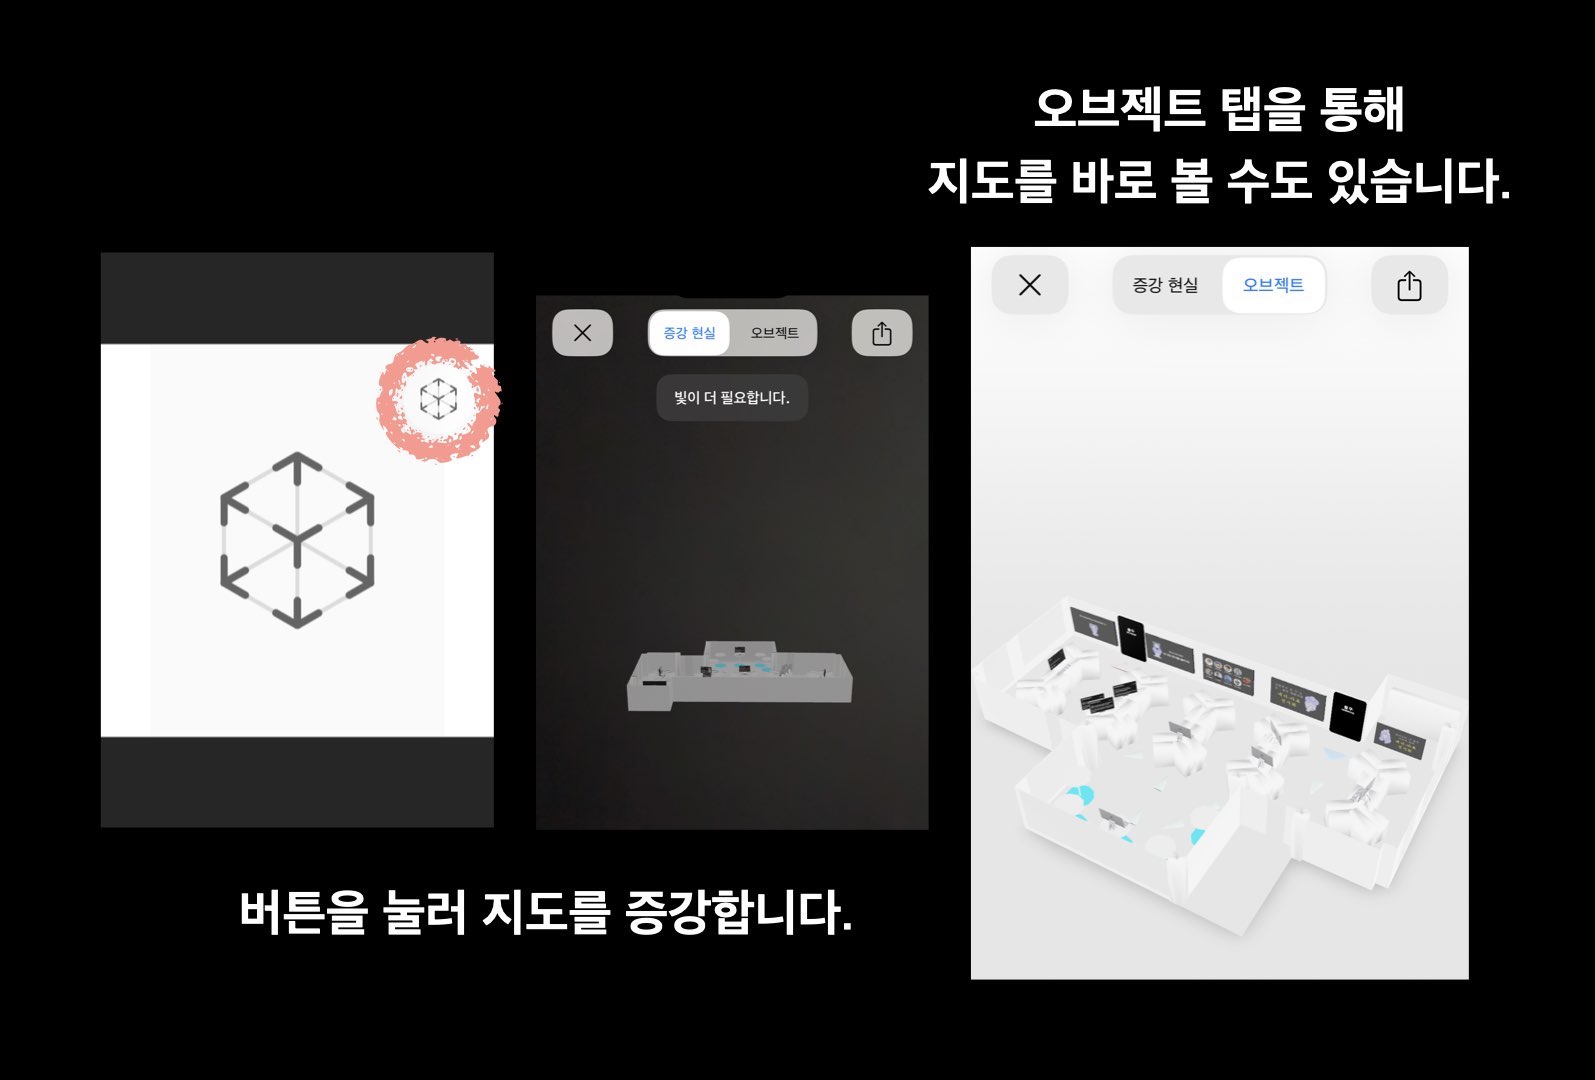 오브젝트 탭을 통해
지도를 바로 볼 수도 있습니다.
증강 현실 오브젝트
빛이 더 필요합니다.
증강 현실 오브젝트
버튼을 눌러 지도를 증강합니다.